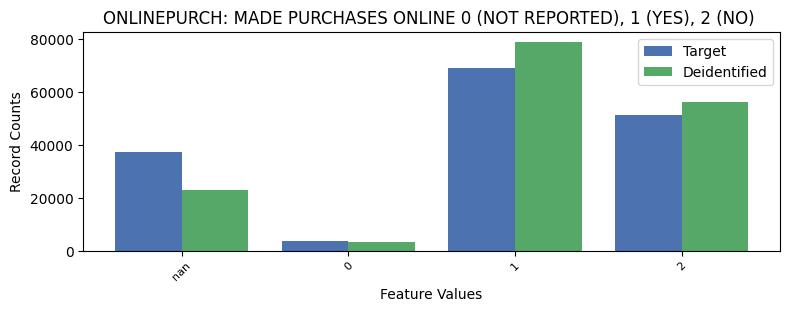 ONLINEPURCH: MADE PURCHASES ONLINE 0 (NOT REPORTED), 1 (YES), 2 (NO)
Target
Deidentified
80000
60000
40000
20000
0
Record Counts
nan
0
1
2
Feature Values